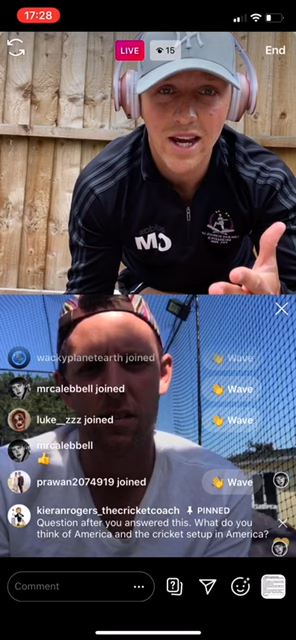 17:28
LIVE
15
End
CM
wackyplanetearth joined
Wave
mrcalebbell joined
Wave
luke__zzz joined
Wave
mrcalebbell
prawan2074919 joined
Wave
kieranrogers_thecricketcoach PINNED
Question after you answered this. What do you
think of America and the cricket setup in America?
Comment